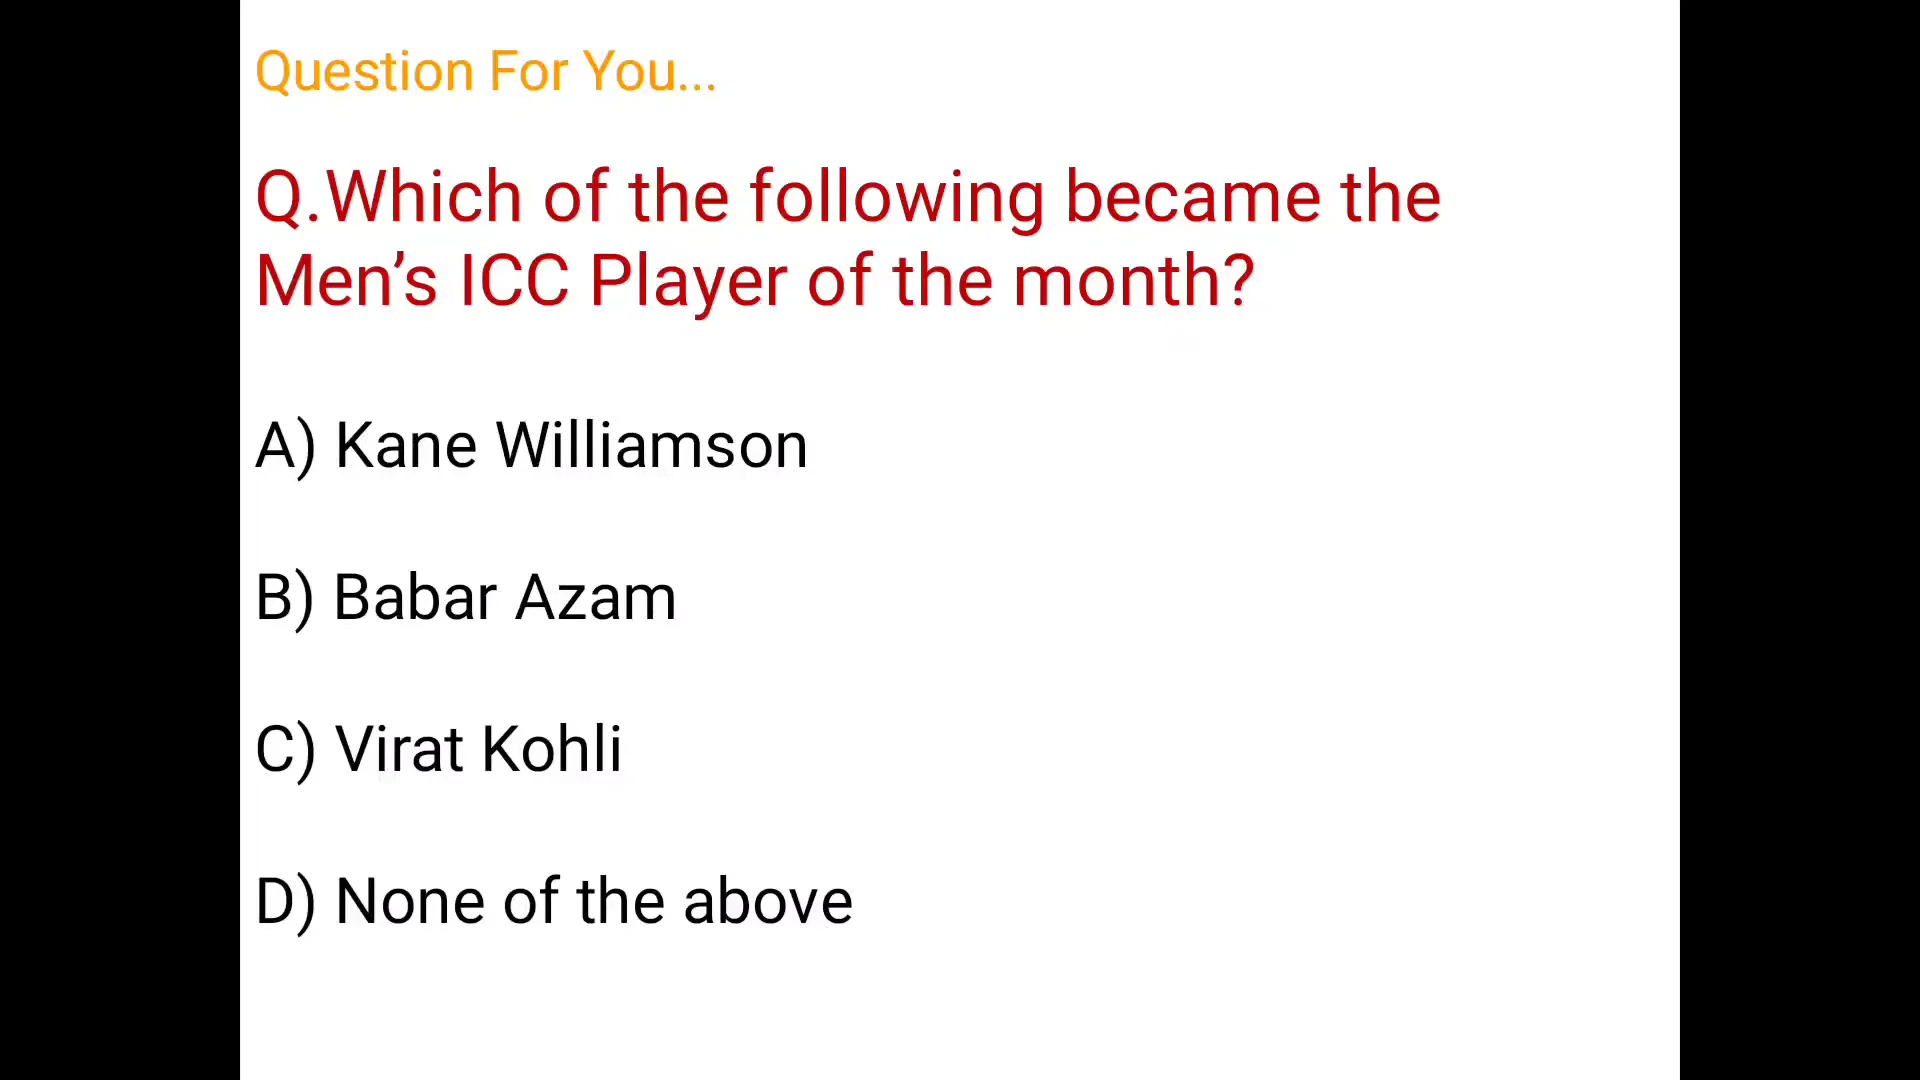 Question For You...
Q.Which of the following became the
Men’s ICC Player of the month?
A) Kane Williamson
B) Babar Azam
C) Virat Kohli
D) None of the above